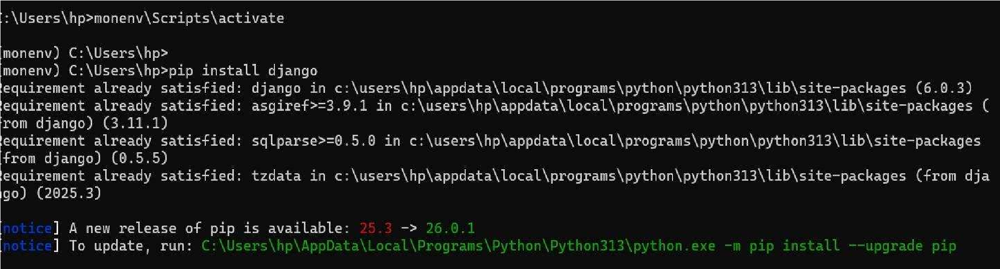 :\Users\hp>monenv\Scripts\activate
(monenv) C:\Users\hp>
(monenv) C:\Users\hp>pip install django
Requirement already satisfied: django in c:\users\hp\appdata\local\programs\python\python313\lib\site-packages (6.0.3)
Requirement already satisfied: asgiref>=3.9.1 in c:\users\hp\appdata\local\programs\python\python313\lib\site-packages (
from django) (3.11.1)
Requirement already satisfied: sqlparse>=0.5.0 in c:\users\hp\appdata\local\programs\python\python313\lib\site-packages
(from django) (0.5.5)
Requirement already satisfied: tzdata in c:\users\hp\appdata\local\programs\python\python313\lib\site-packages (from dja
ngo) (2025.3)
[notice] A new release of pip is available: 25.3 -> 26.0.1
[notice] To update, run: C:\Users\hp\AppData\Local\Programs\Python\Python313\python.exe -m pip install --upgrade pip